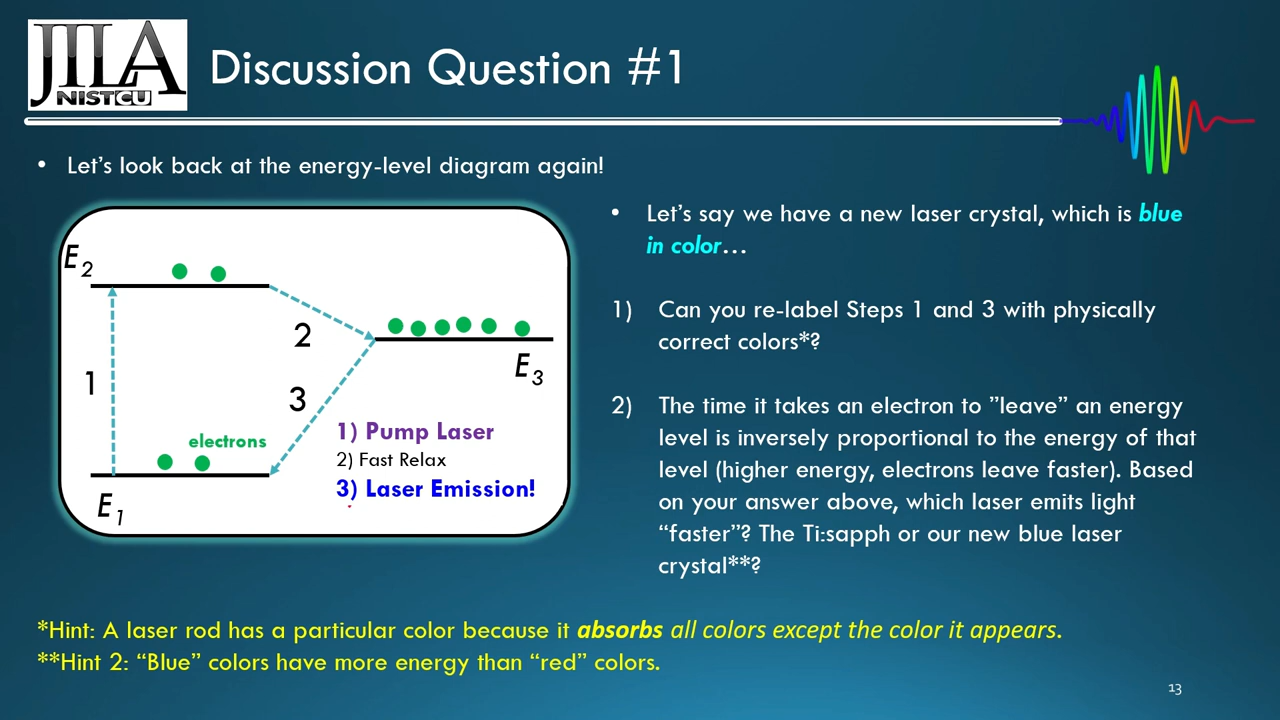 JILA
NIST CU
Discussion Question #1
• Let’s look back at the energy-level diagram again!
E2
1
2
3
E3
electrons
E1
1) Pump Laser
2) Fast Relax
3) Laser Emission!
• Let’s say we have a new laser crystal, which is blue
in color…
1) Can you re-label Steps 1 and 3 with physically
correct colors*?
2) The time it takes an electron to ”leave” an energy
level is inversely proportional to the energy of that
level (higher energy, electrons leave faster). Based
on your answer above, which laser emits light
“faster”? The Ti:sapph or our new blue laser
crystal**?
*Hint: A laser rod has a particular color because it absorbs all colors except the color it appears.
**Hint 2: “Blue” colors have more energy than “red” colors.
13